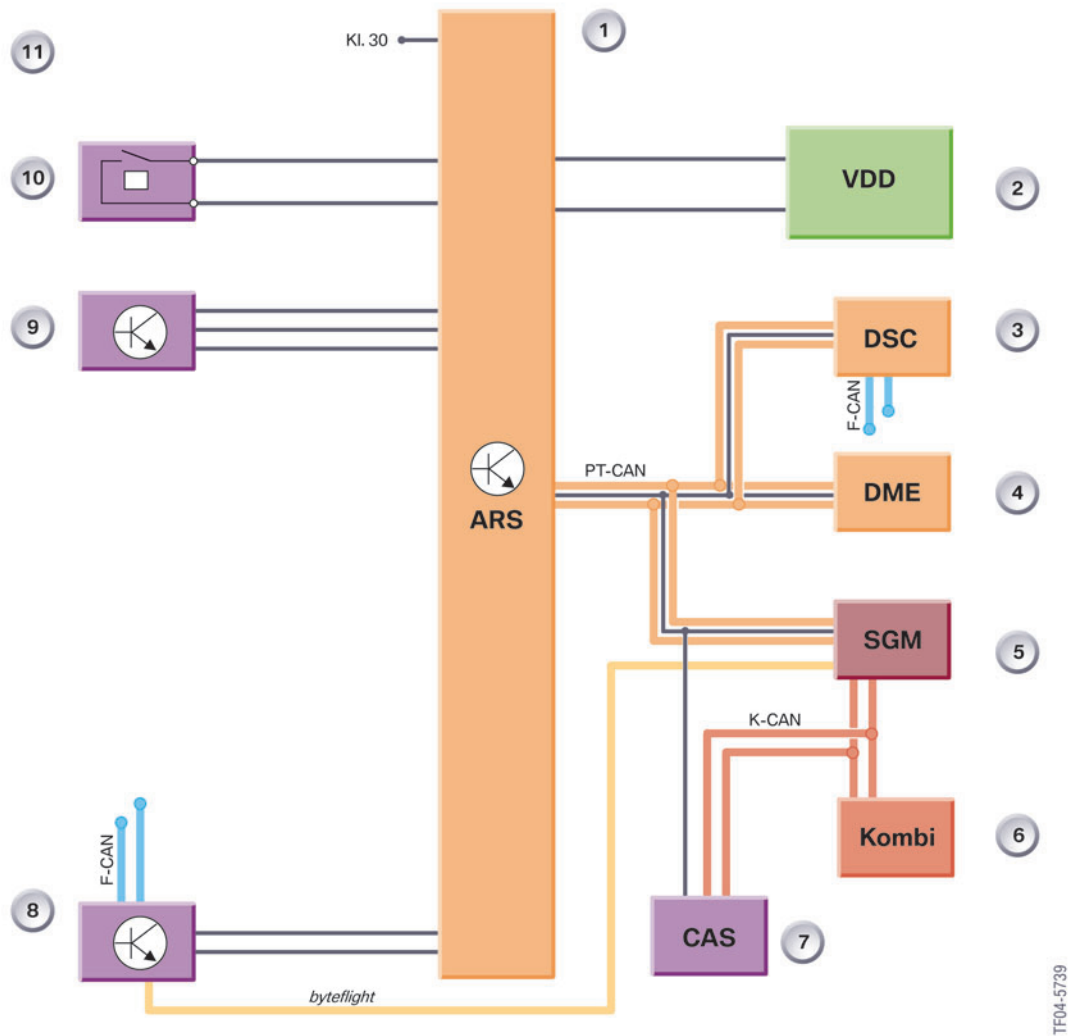 11
Kl. 30
1
10
VDD
2
9
DSC
3
F-CAN
PT-CAN
ARS
DME
4
SGM
5
K-CAN
Kombi
6
F-CAN
8
CAS
7
byteflight
TF04-5739